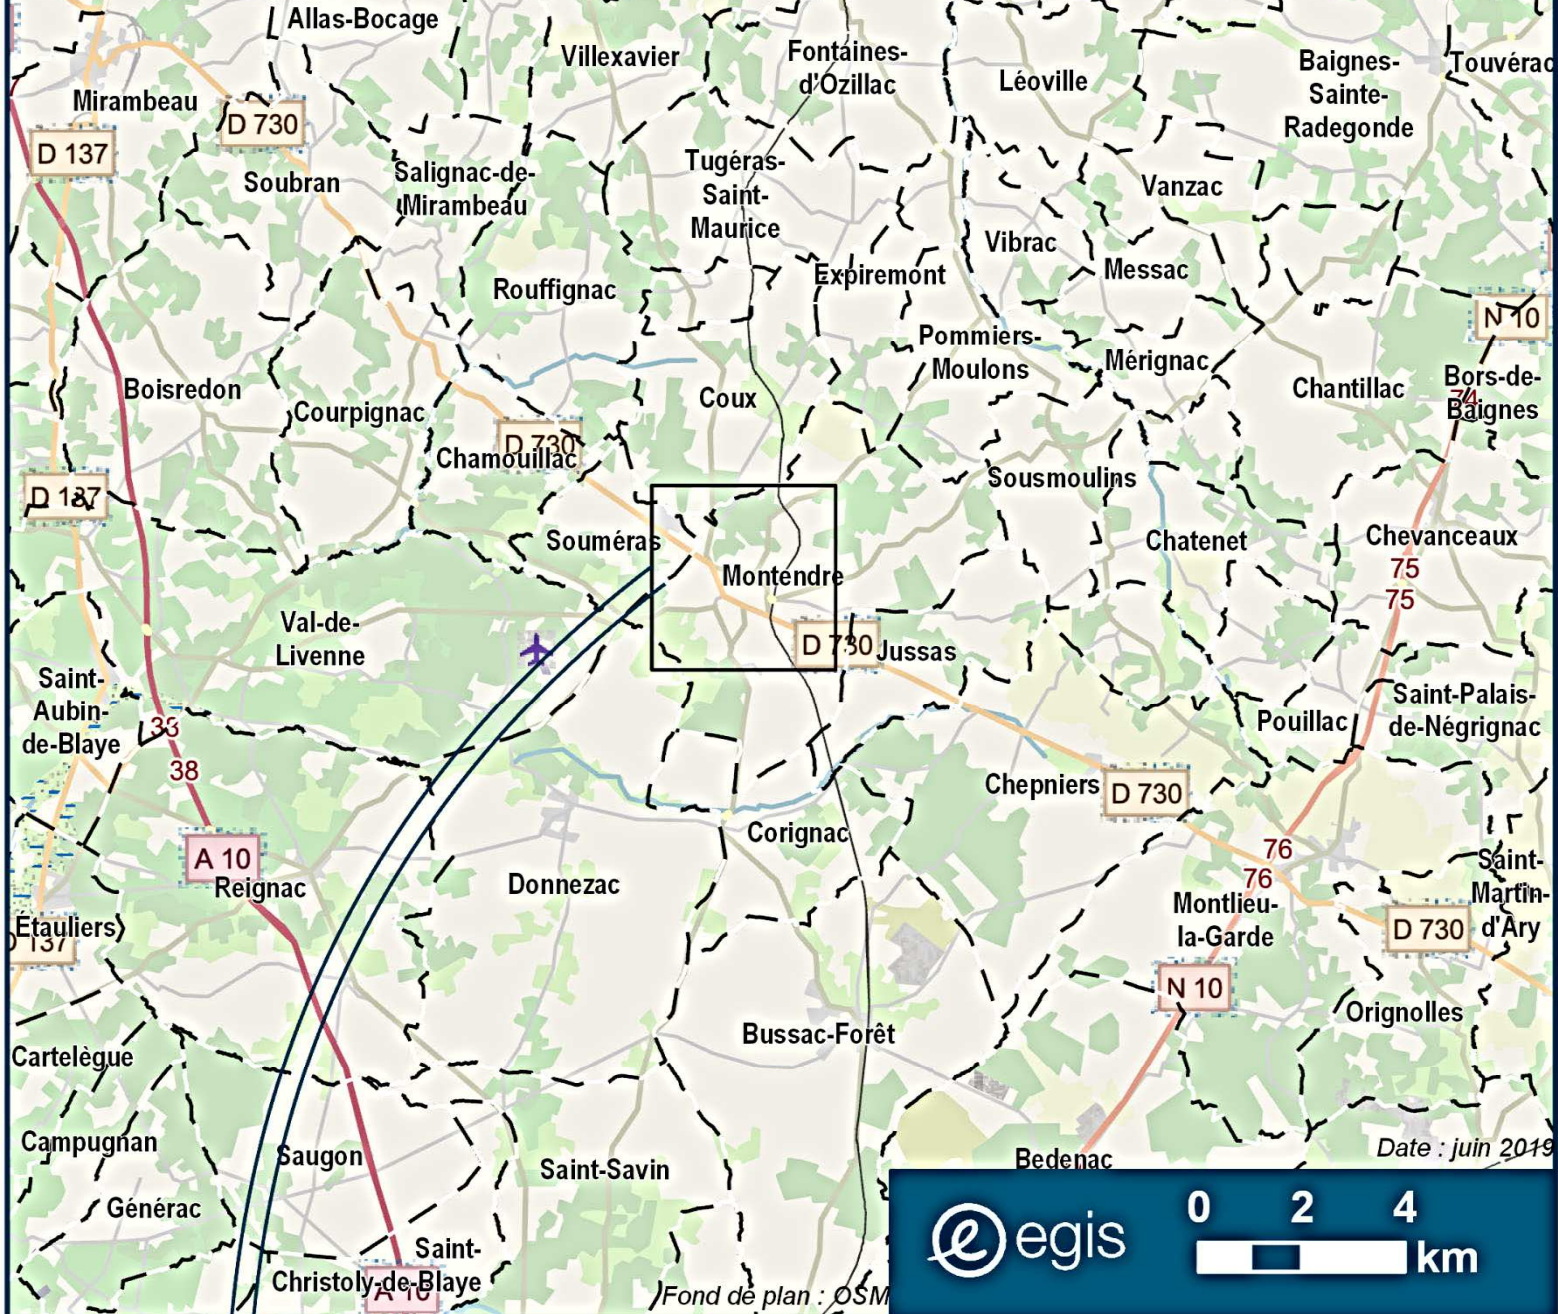 Allas-Bocage
Villexavier
Fontaines-
d'Ozillac
Léoville
Baignes-
Sainte-
Radegonde
Touvérac
Mirambeau
D 730
D 137
Soubran
Salignac-de-
Mirambeau
Tugéras-
Saint-
Maurice
Vanzac
Vibrac
Messac
Rouffignac
Expiremont
N 10
Pommiers-
Moulons
Mérignac
Boisredon
Courpignac
Coux
Chantillac
Bors-de-
Baignes
74
D 730
Chamouillac
Sousmoulins
D 137
Souméras
Chatenet
Chevanceaux
75
75
Montendre
Val-de-
Livenne
D 730
Jussas
Saint-
Aubin-
de-Blaye
Saint-Palais-
de-Négrignac
Pouillac
38
38
Chepniers
D 730
Corignac
A 10
Reignac
76
76
Donnezac
Saint-
Martin-
d'Ary
Montlieu-
la-Garde
Étauliers
D 137
D 730
N 10
Orignolles
Bussac-Forêt
Cartelègue
Campugnan
Saugon
Saint-Savin
Bedenac
Date : juin 2019
Générac
Saint-
Christoly-de-Blaye
A 10
Fond de plan : OSM
egis
0 2 4
km